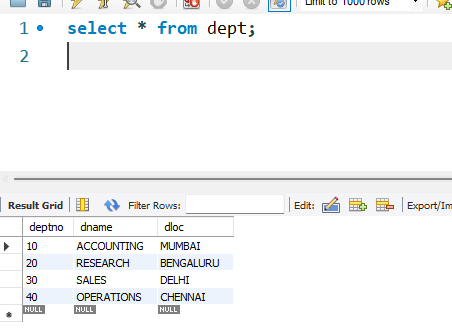 Limit to 1000 rows
1 select * from dept;
2
Result Grid Filter Rows: Edit: Export/Im
deptno dname dloc
10 ACCOUNTING MUMBAI
20 RESEARCH BENGALURU
30 SALES DELHI
40 OPERATIONS CHENNAI
NULL NULL NULL